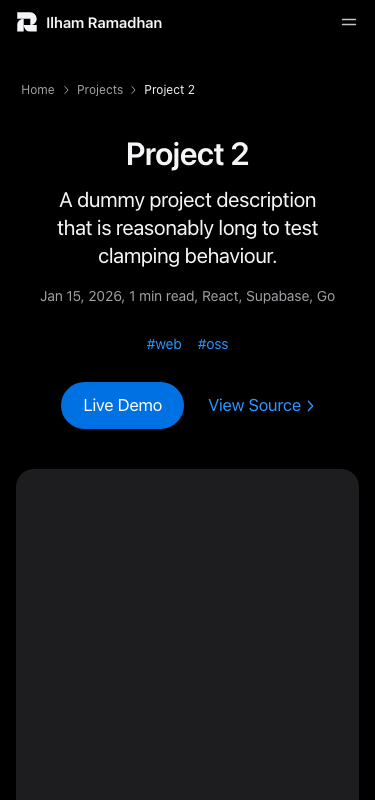 Ilham Ramadhan
Home > Projects > Project 2
Project 2
A dummy project description
that is reasonably long to test
clamping behaviour.
Jan 15, 2026, 1 min read, React, Supabase, Go
#web #oss
Live Demo View Source >